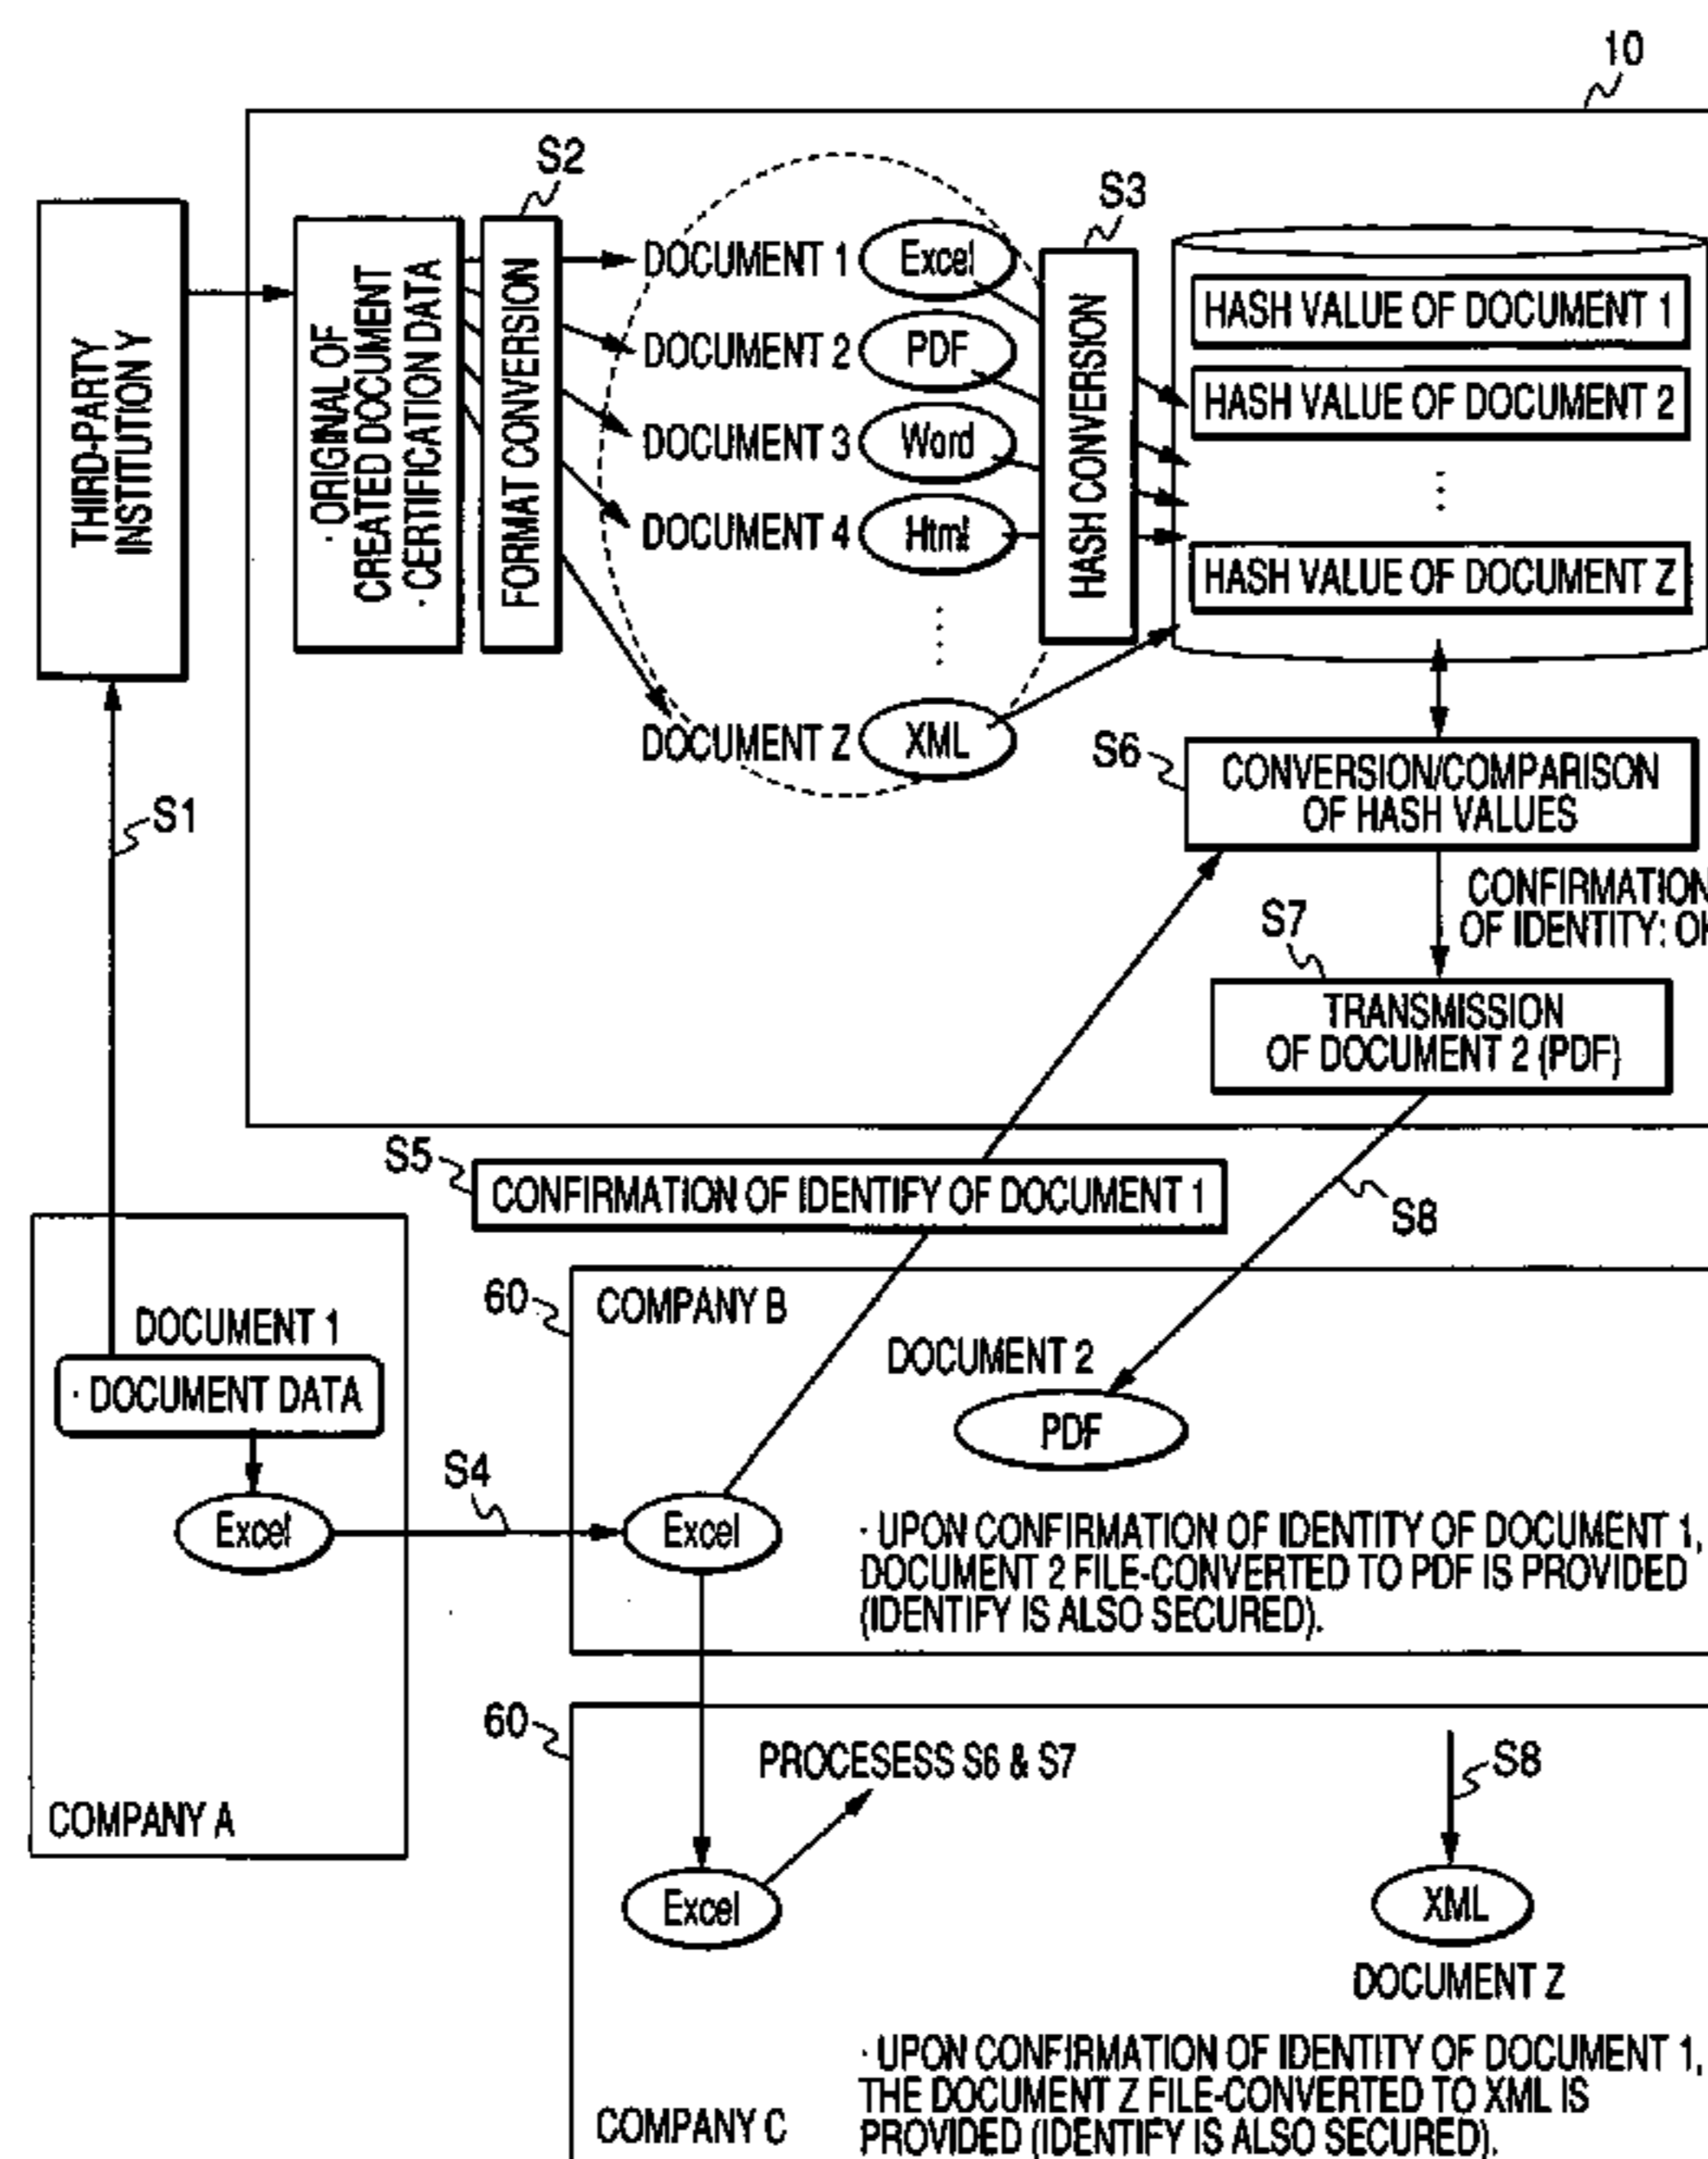 10
S2
S3
THIRD-PARTY
INSTITUTION Y
· ORIGINAL OF
CREATED DOCUMENT
· CERTIFICATION DATA
FORMAT CONVERSION
DOCUMENT 1
Excel
DOCUMENT 2
PDF
DOCUMENT 3
Word
DOCUMENT 4
Html
DOCUMENT Z
XML
HASH CONVERSION
HASH VALUE OF DOCUMENT 1
HASH VALUE OF DOCUMENT 2
HASH VALUE OF DOCUMENT Z
S1
S6
CONVERSION/COMPARISON
OF HASH VALUES
CONFIRMATION
OF IDENTITY: OK
S7
TRANSMISSION
OF DOCUMENT 2 (PDF)
S5
CONFIRMATION OF IDENTIFY OF DOCUMENT 1
S8
DOCUMENT 1
· DOCUMENT DATA
Excel
COMPANY A
S4
60
COMPANY B
DOCUMENT 2
PDF
Excel
· UPON CONFIRMATION OF IDENTITY OF DOCUMENT 1,
DOCUMENT 2 FILE-CONVERTED TO PDF IS PROVIDED
(IDENTIFY IS ALSO SECURED).
60
PROCESESS S6 & S7
S8
Excel
XML
DOCUMENT Z
· UPON CONFIRMATION OF IDENTITY OF DOCUMENT 1,
THE DOCUMENT Z FILE-CONVERTED TO XML IS
PROVIDED (IDENTIFY IS ALSO SECURED).
COMPANY C